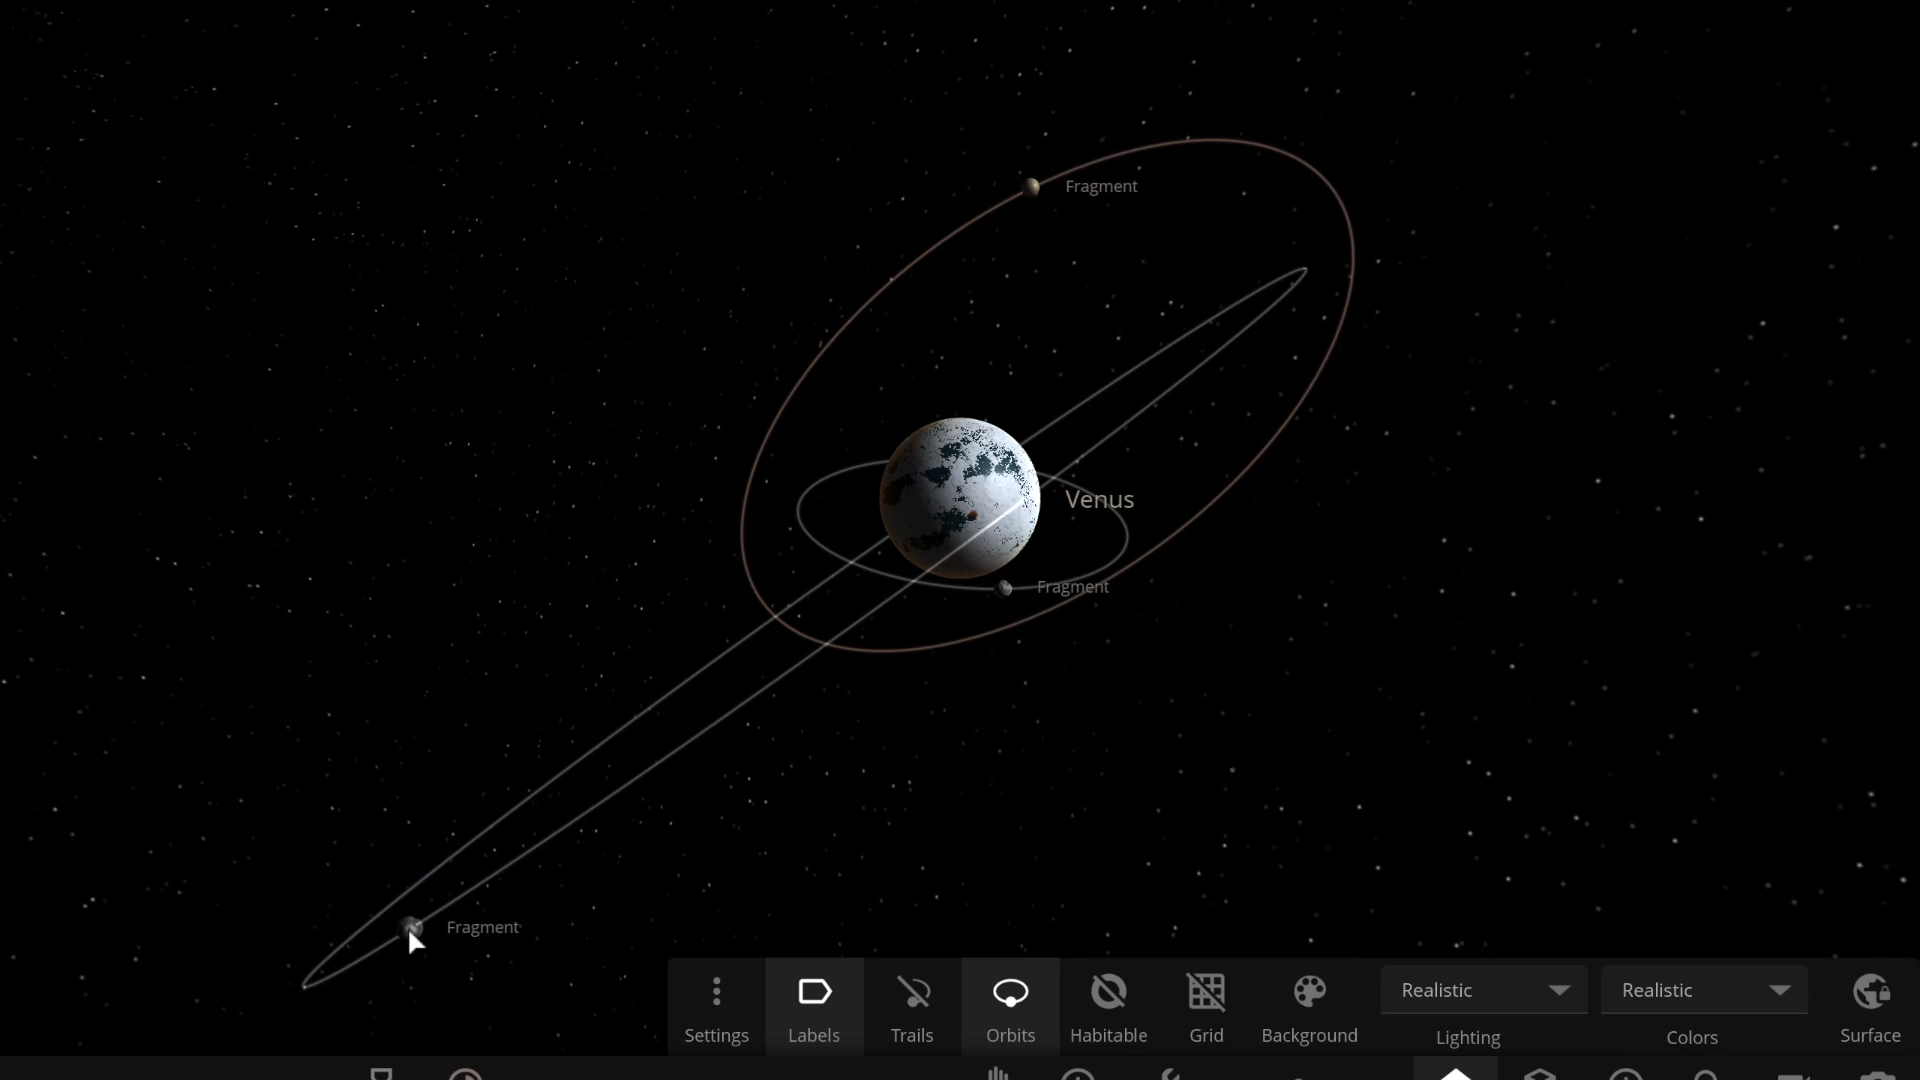 Fragment
Venus
Fragment
Fragment
Realistic
Realistic
Settings
Labels
Trails
Orbits
Habitable
Grid
Background
Lighting
Colors
Surface